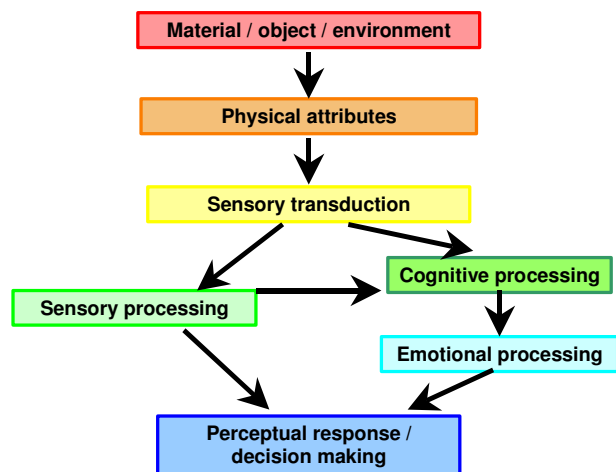 Material / object / environment
Physical attributes
Sensory transduction
Cognitive processing
Sensory processing
Emotional processing
Perceptual response /
decision making